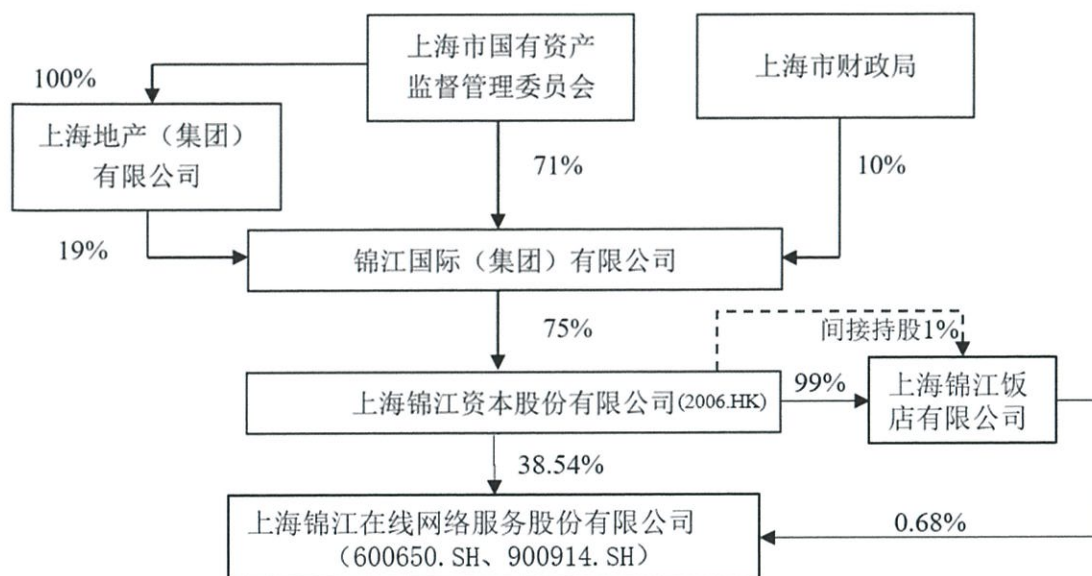 上海市国有资产
监督管理委员会
上海市财政局
100%
上海地产（集团）
有限公司
71%
10%
19%
锦江国际（集团）有限公司
75%
间接持股1%
上海锦江资本股份有限公司(2006.HK)
99%
上海锦江饭
店有限公司
38.54%
上海锦江在线网络服务股份有限公司
（600650.SH、900914.SH）
0.68%